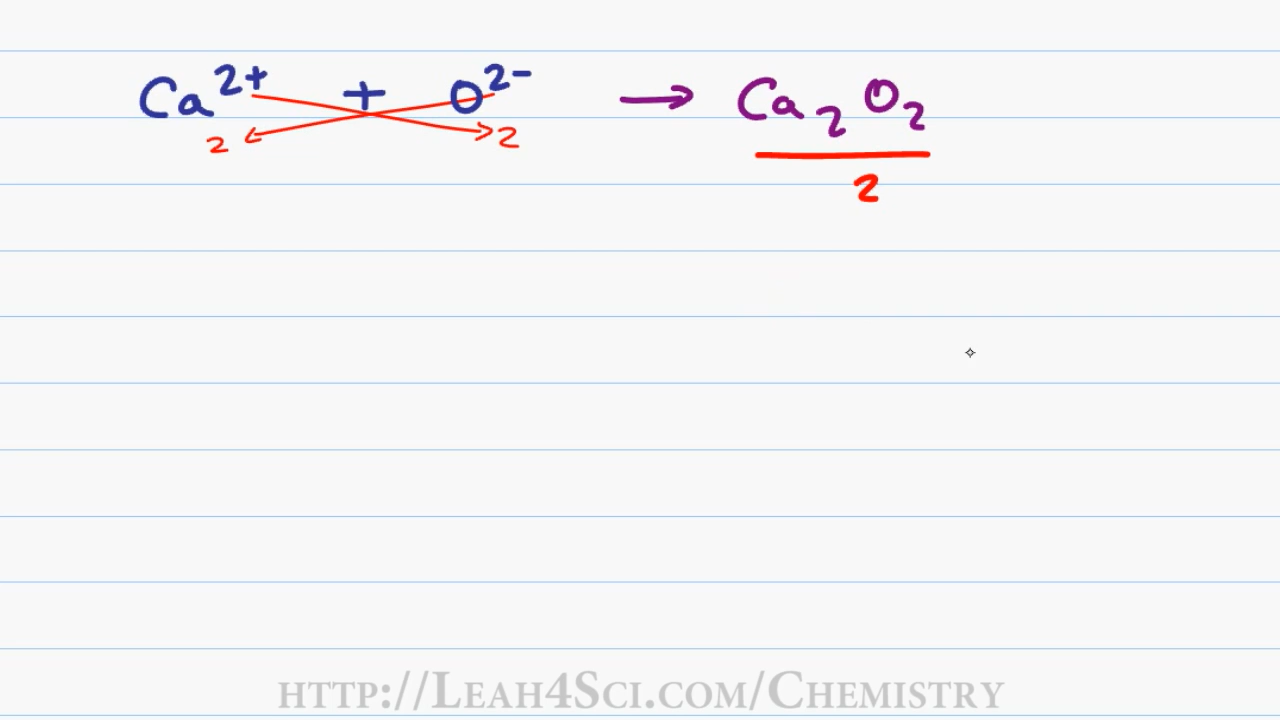 Ca²⁺ + O²⁻ → Ca₂O₂
2 2
2
HTTP://LEAH4SCI.COM/CHEMISTRY